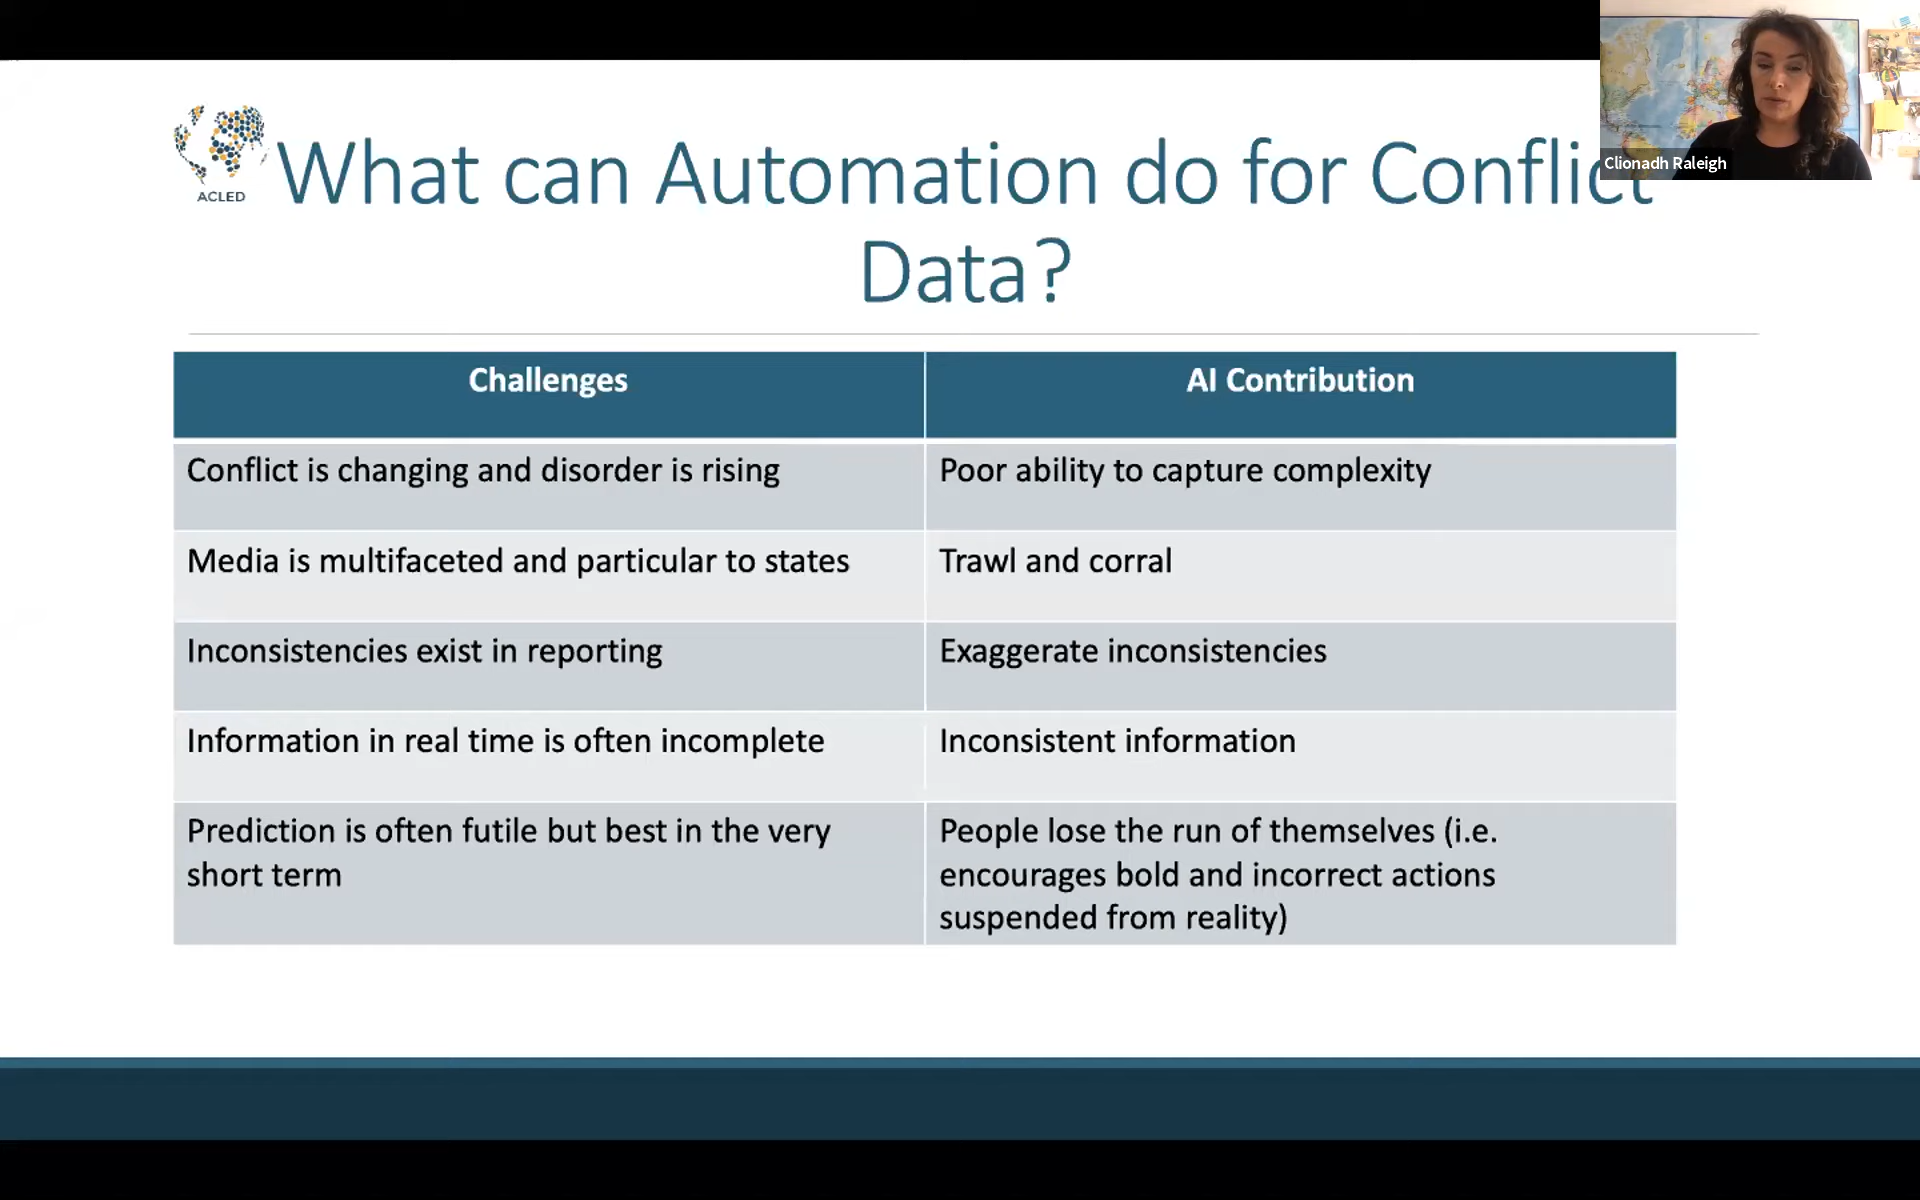 Clionadh Raleigh
ACLED
What can Automation do for Conflict
Data?
Challenges
AI Contribution
Conflict is changing and disorder is rising
Poor ability to capture complexity
Media is multifaceted and particular to states
Trawl and corral
Inconsistencies exist in reporting
Exaggerate inconsistencies
Information in real time is often incomplete
Inconsistent information
Prediction is often futile but best in the very
short term
People lose the run of themselves (i.e.
encourages bold and incorrect actions
suspended from reality)